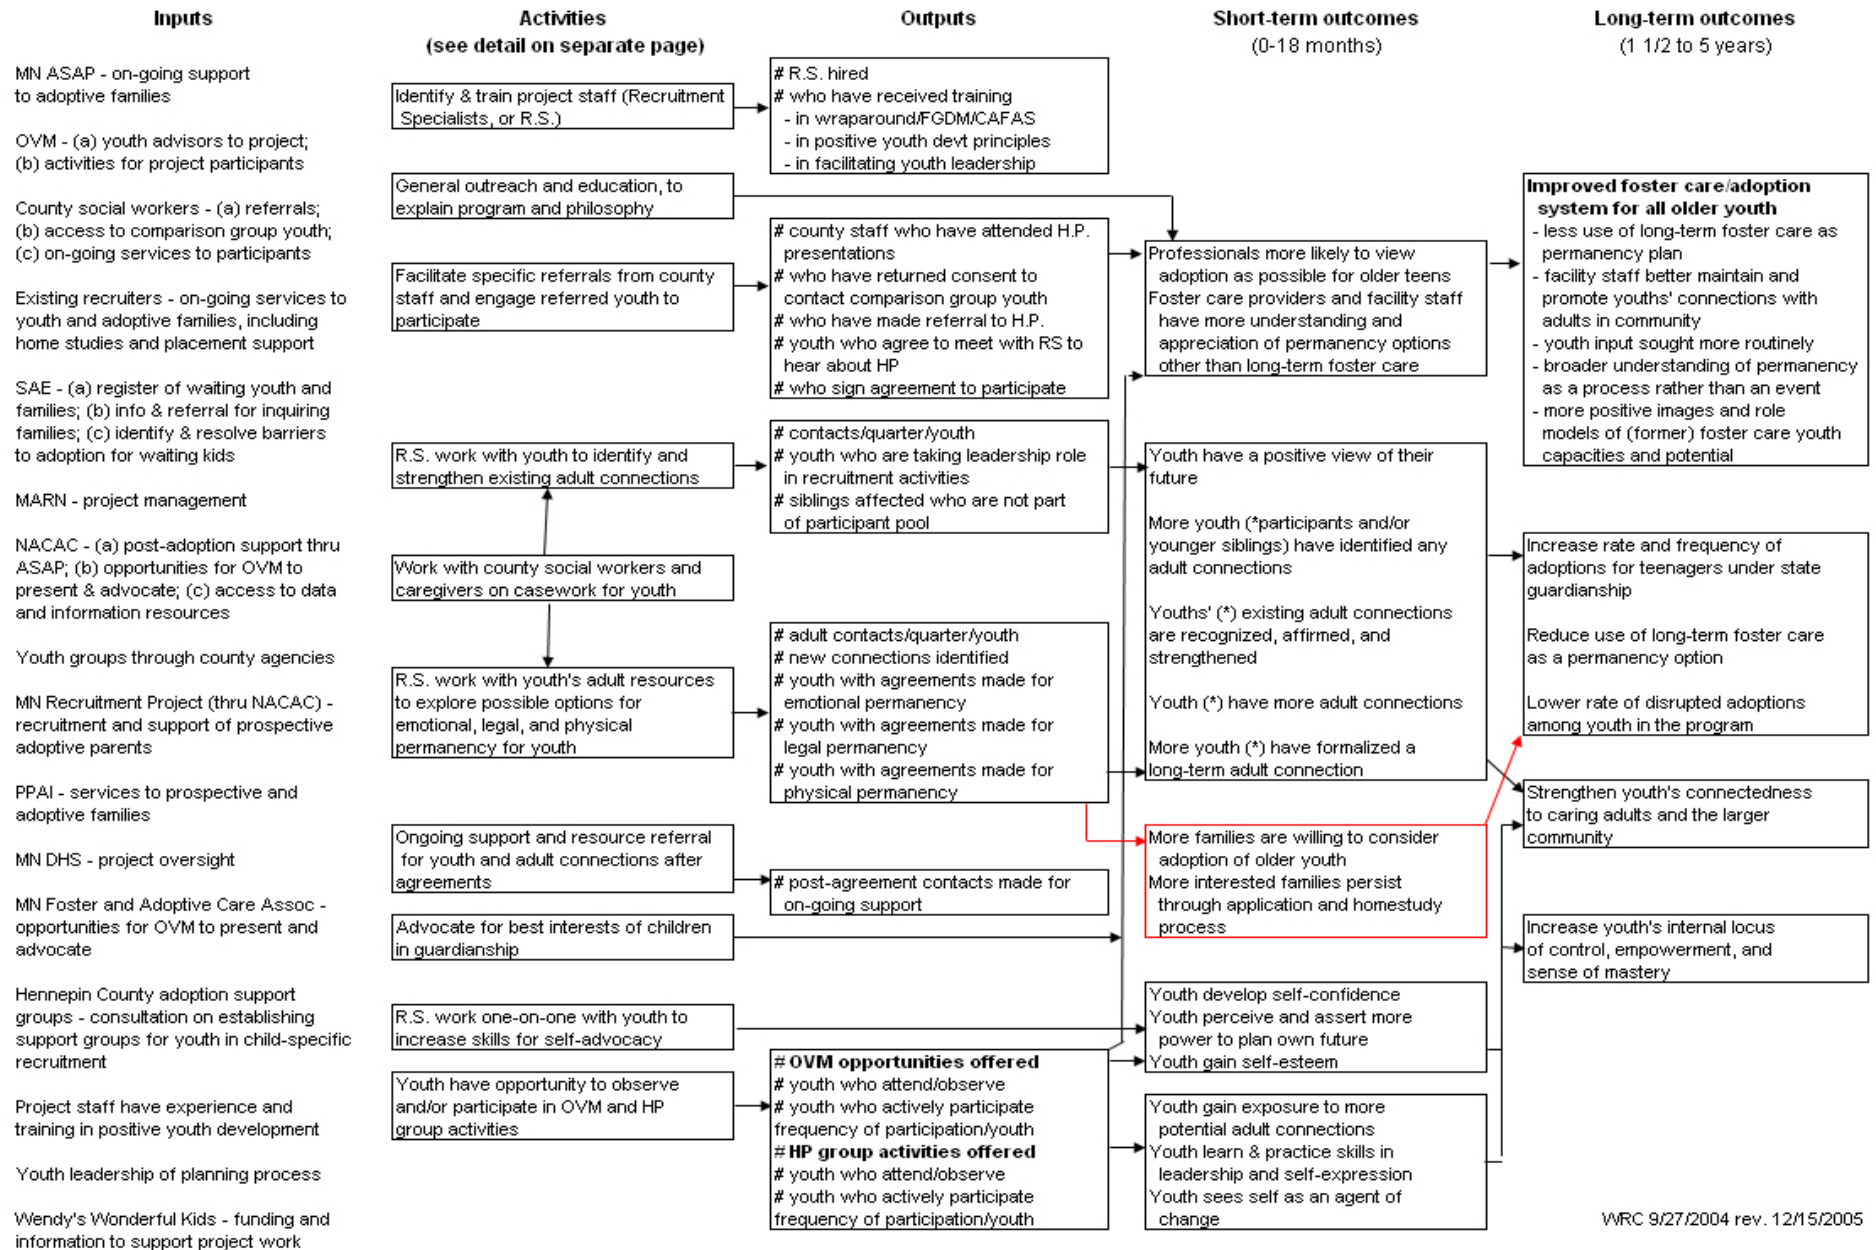 Inputs
MN ASAP - on-going support
to adoptive families
OVM - (a) youth advisors to project;
(b) activities for project participants
County social workers - (a) referrals;
(b) access to comparison group youth;
(c) on-going services to participants
Existing recruiters - on-going services to
youth and adoptive families, including
home studies and placement support
SAE - (a) register of waiting youth and
families; (b) info & referral for inquiring
families; (c) identify & resolve barriers
to adoption for waiting kids
MARN - project management
NACAC - (a) post-adoption support thru
ASAP; (b) opportunities for OVM to
present & advocate; (c) access to data
and information resources
Youth groups through county agencies
MN Recruitment Project (thru NACAC) -
recruitment and support of prospective
adoptive parents
PPAI - services to prospective and
adoptive families
MN DHS - project oversight
MN Foster and Adoptive Care Assoc -
opportunities for OVM to present and
advocate
Hennepin County adoption support
groups - consultation on establishing
support groups for youth in child-specific
recruitment
Project staff have experience and
training in positive youth development
Youth leadership of planning process
Wendy's Wonderful Kids - funding and
information to support project work
Activities
(see detail on separate page)
Identify & train project staff (Recruitment
Specialists, or R.S.)
General outreach and education, to
explain program and philosophy
Facilitate specific referrals from county
staff and engage referred youth to
participate
R.S. work with youth to identify and
strengthen existing adult connections
Work with county social workers and
caregivers on casework for youth
R.S. work with youth's adult resources
to explore possible options for
emotional, legal, and physical
permanency for youth
Ongoing support and resource referral
for youth and adult connections after
agreements
Advocate for best interests of children
in guardianship
R.S. work one-on-one with youth to
increase skills for self-advocacy
Youth have opportunity to observe
and/or participate in OVM and HP
group activities
Outputs
# R.S. hired
# who have received training
- in wraparound/FGDM/CAFAS
- in positive youth devt principles
- in facilitating youth leadership
# county staff who have attended H.P.
presentations
# who have returned consent to
contact comparison group youth
# who have made referral to H.P.
# youth who agree to meet with RS to
hear about HP
# who sign agreement to participate
# contacts/quarter/youth
# youth who are taking leadership role
in recruitment activities
# siblings affected who are not part
of participant pool
# adult contacts/quarter/youth
# new connections identified
# youth with agreements made for
emotional permanency
# youth with agreements made for
legal permanency
# youth with agreements made for
physical permanency
# post-agreement contacts made for
on-going support
# OVM opportunities offered
# youth who attend/observe
# youth who actively participate
frequency of participation/youth
# HP group activities offered
# youth who attend/observe
# youth who actively participate
frequency of participation/youth
Short-term outcomes
(0-18 months)
Professionals more likely to view
adoption as possible for older teens
Foster care providers and facility staff
have more understanding and
appreciation of permanency options
other than long-term foster care
Youth have a positive view of their
future
More youth (*participants and/or
younger siblings) have identified any
adult connections
Youths' (*) existing adult connections
are recognized, affirmed, and
strengthened
Youth (*) have more adult connections
More youth (*) have formalized a
long-term adult connection
More families are willing to consider
adoption of older youth
More interested families persist
through application and homestudy
process
Youth develop self-confidence
Youth perceive and assert more
power to plan own future
Youth gain self-esteem
Youth gain exposure to more
potential adult connections
Youth learn & practice skills in
leadership and self-expression
Youth sees self as an agent of
change
Long-term outcomes
(1 1/2 to 5 years)
Improved foster care/adoption
system for all older youth
- less use of long-term foster care as
permanency plan
- facility staff better maintain and
promote youths' connections with
adults in community
- youth input sought more routinely
- broader understanding of permanency
as a process rather than an event
- more positive images and role
models of (former) foster care youth
capacities and potential
Increase rate and frequency of
adoptions for teenagers under state
guardianship
Reduce use of long-term foster care
as a permanency option
Lower rate of disrupted adoptions
among youth in the program
Strengthen youth's connectedness
to caring adults and the larger
community
Increase youth's internal locus
of control, empowerment, and
sense of mastery
WRC 9/27/2004 rev. 12/15/2005